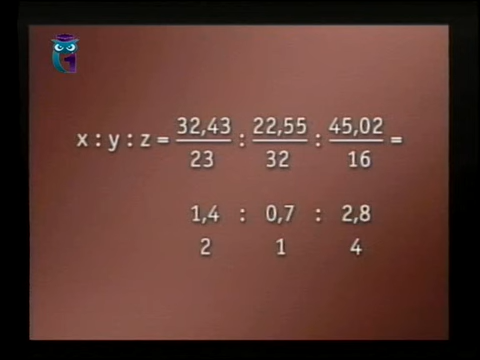 x : y : z = 32,43/23 : 22,55/32 : 45,02/16 =
1,4 : 0,7 : 2,8
2 1 4